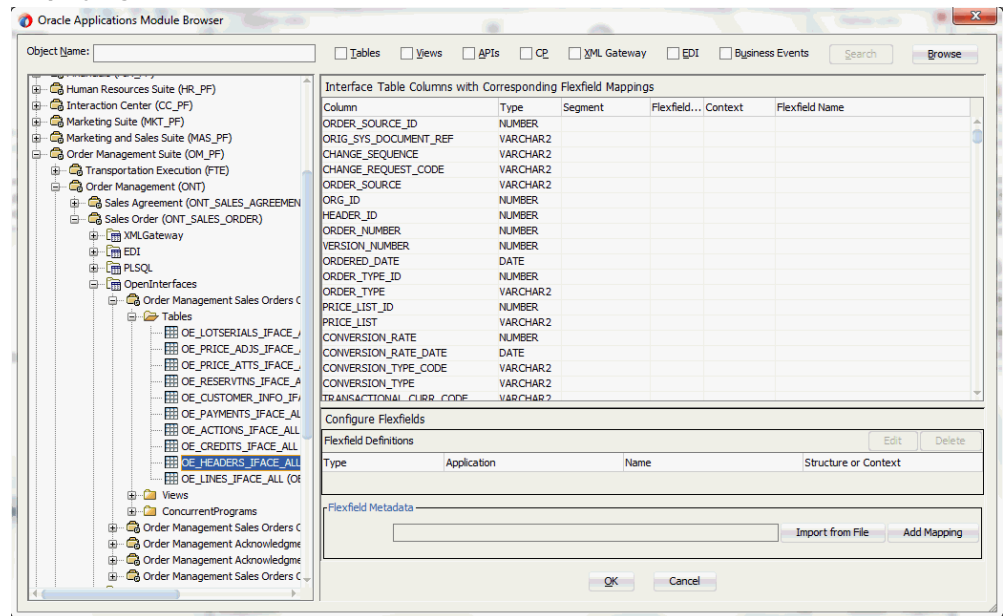 Oracle Applications Module Browser
Object Name: Tables Views APIs CP XML Gateway EDI Business Events Search Browse
Human Resources Suite (HR_PF)
Interaction Center (CC_PF)
Marketing Suite (MKT_PF)
Marketing and Sales Suite (MAS_PF)
Order Management Suite (OM_PF)
Transportation Execution (FTE)
Order Management (ONT)
Sales Agreement (ONT_SALES_AGREEMEN
Sales Order (ONT_SALES_ORDER)
XMLGateway
EDI
PLSQL
OpenInterfaces
Order Management Sales Orders C
Tables
OE_LOTSERIALS_IFACE_A
OE_PRICE_ADJS_IFACE_
OE_PRICE_ATTS_IFACE_
OE_RESERVTNS_IFACE_A
OE_CUSTOMER_INFO_IF
OE_PAYMENTS_IFACE_AL
OE_ACTIONS_IFACE_ALL
OE_CREDITS_IFACE_ALL
OE_HEADERS_IFACE_ALL
OE_LINES_IFACE_ALL (OE
Views
ConcurrentPrograms
Order Management Sales Orders C
Order Management Acknowledgme
Order Management Acknowledgme
Order Management Sales Orders C
Interface Table Columns with Corresponding Flexfield Mappings
Column Type Segment Flexfield... Context Flexfield Name
ORDER_SOURCE_ID NUMBER
ORIG_SYS_DOCUMENT_REF VARCHAR2
CHANGE_SEQUENCE VARCHAR2
CHANGE_REQUEST_CODE VARCHAR2
ORDER_SOURCE VARCHAR2
ORG_ID NUMBER
HEADER_ID NUMBER
ORDER_NUMBER NUMBER
VERSION_NUMBER NUMBER
ORDERED_DATE DATE
ORDER_TYPE_ID NUMBER
ORDER_TYPE VARCHAR2
PRICE_LIST_ID NUMBER
PRICE_LIST VARCHAR2
CONVERSION_RATE NUMBER
CONVERSION_RATE_DATE DATE
CONVERSION_TYPE_CODE VARCHAR2
CONVERSION_TYPE VARCHAR2
TRANSACTIONAL_CURR_CODE VARCHAR2
Configure Flexfields
Flexfield Definitions Edit Delete
Type Application Name Structure or Context
Flexfield Metadata
Import from File Add Mapping
OK Cancel